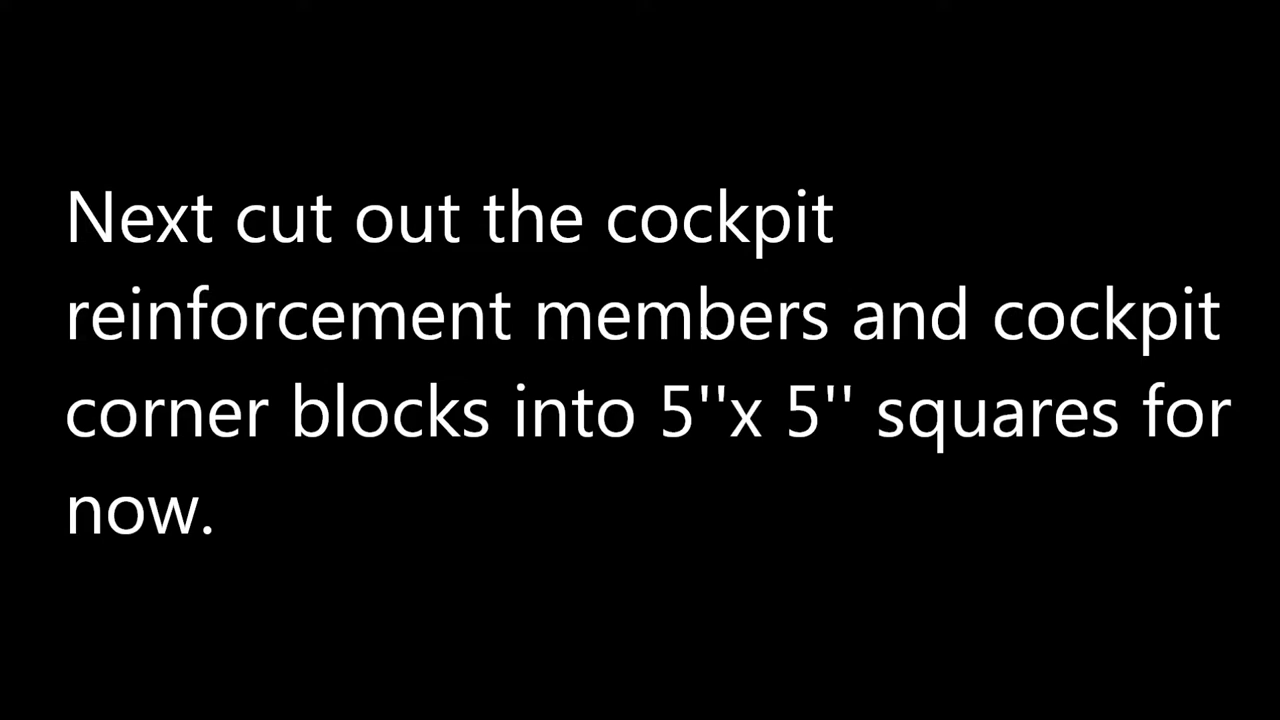 Next cut out the cockpit
reinforcement members and cockpit
corner blocks into 5''x 5'' squares for
now.